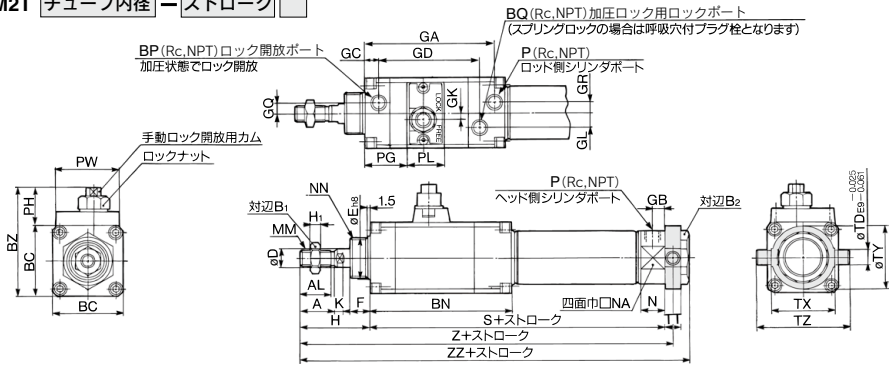 M2T チューブ内径 ー ストローク
BQ(Rc,NPT)加圧ロック用ロックポート
(スプリングロックの場合は呼吸穴付プラグ栓となります)
GA
BP(Rc,NPT)ロック開放ポート
加圧状態でロック開放
GC
GD
P(Rc,NPT)
ロッド側シリンダポート
GQ
GK
GR
GL
LOCK
FREE
PG
PL
手動ロック開放用カム
ロックナット
PW
PH
BZ
BC
BC
NN
1.5
øEh8
対辺B1
H1
MM
øD
AL
A
K
F
BN
H
P(Rc,NPT)
ヘッド側シリンダポート
GB
対辺B2
四面巾□NA
N
TT
S+ストローク
Z+ストローク
ZZ+ストローク
øTDE9 −0.025 −0.061
øTY
TX
TZ